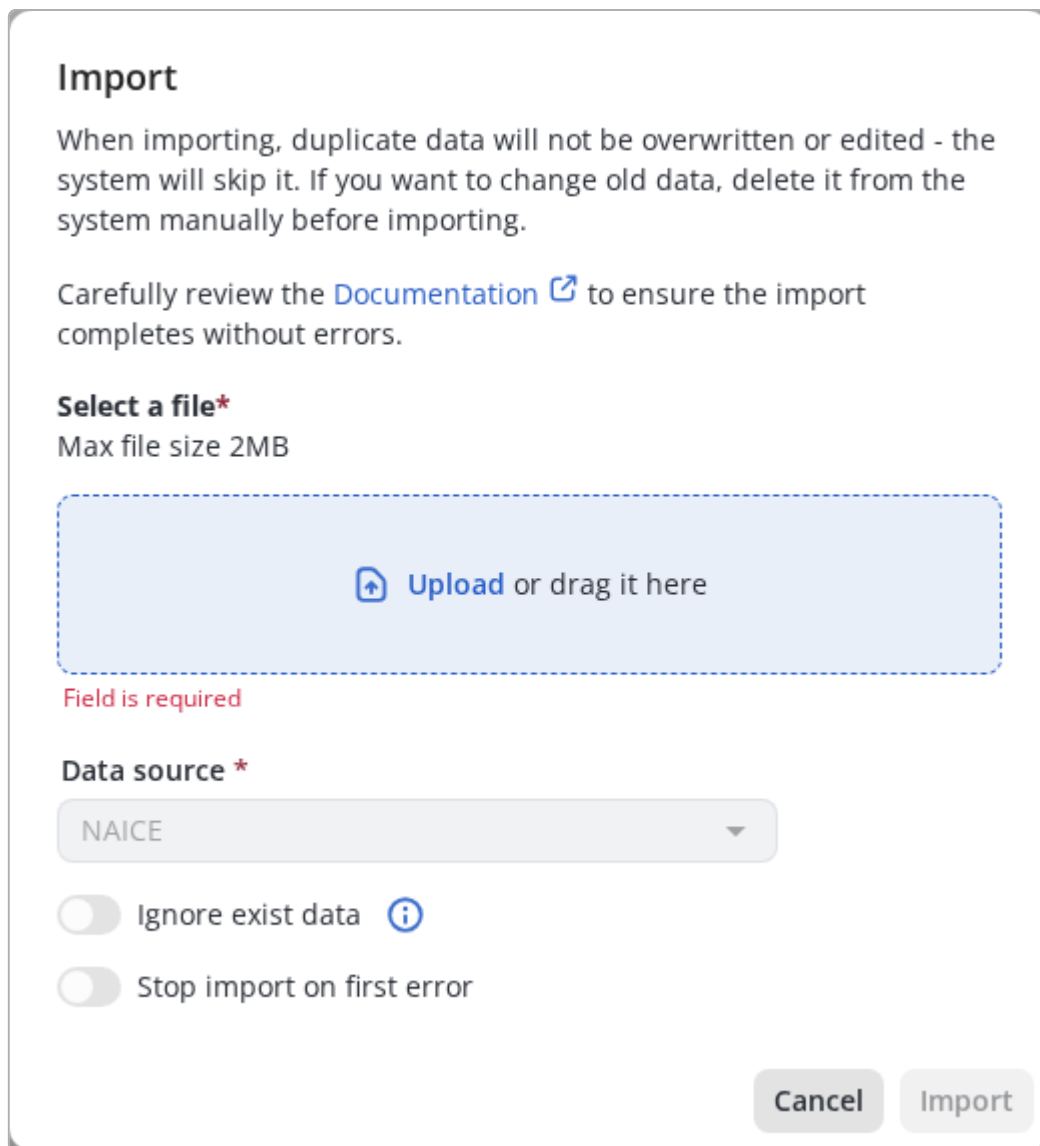 Import
When importing, duplicate data will not be overwritten or edited - the
system will skip it. If you want to change old data, delete it from the
system manually before importing.
Carefully review the Documentation to ensure the import
completes without errors.
Select a file*
Max file size 2MB
Upload or drag it here
Field is required
Data source *
NAICE
Ignore exist data
Stop import on first error
Cancel Import